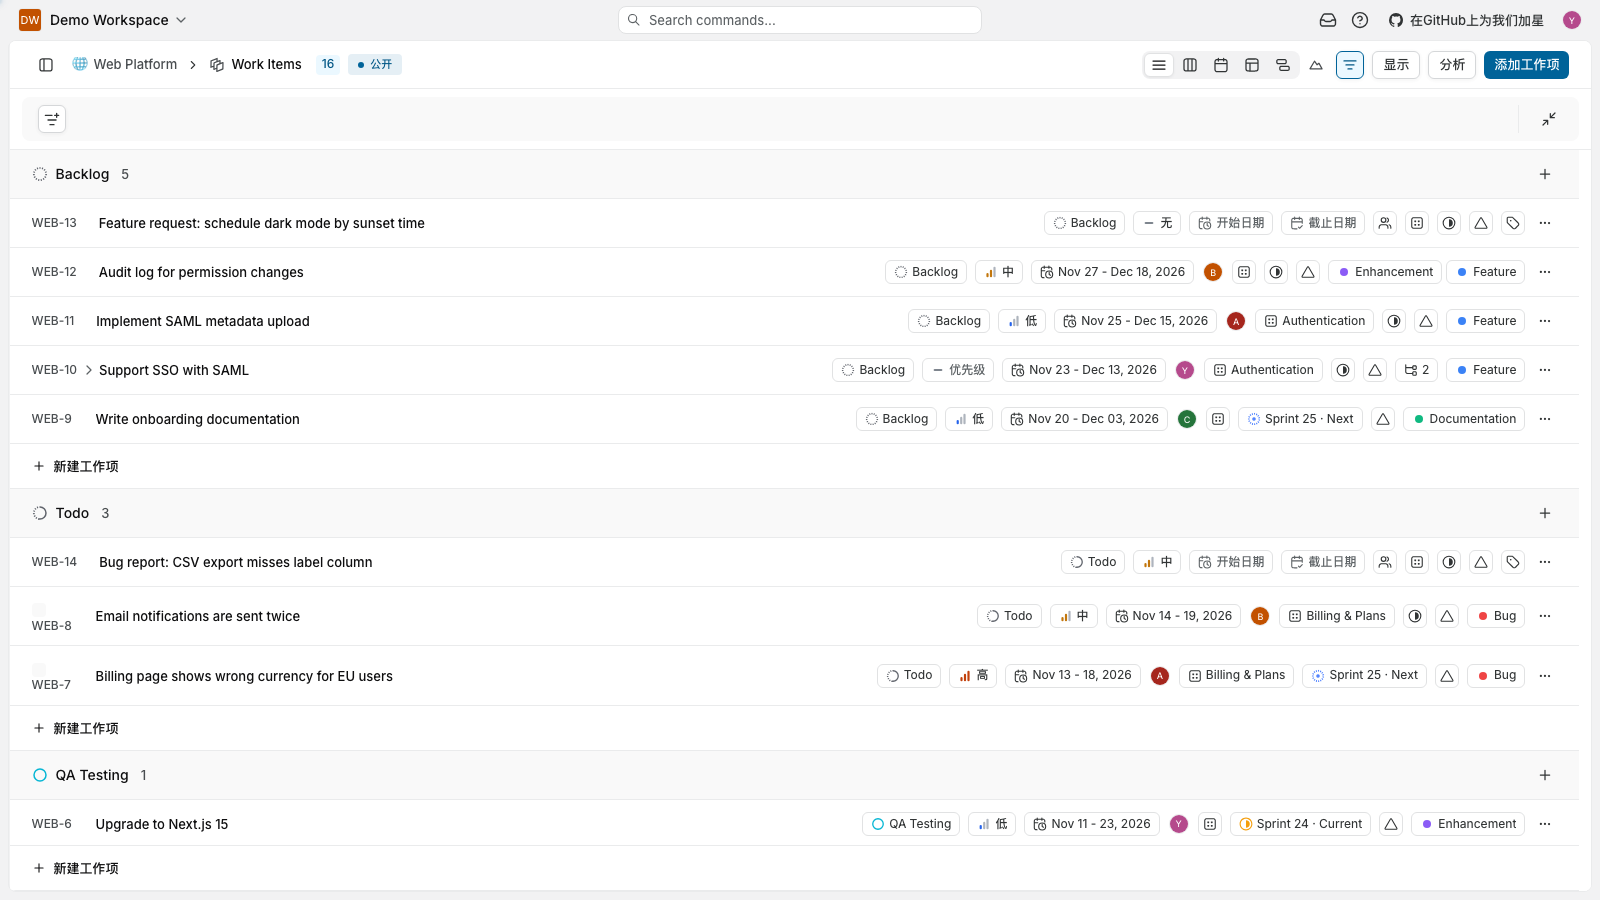 DW Demo Workspace Search commands... 在GitHub上为我们加星 Y
Web Platform Work Items 16 公开 显示 分析 添加工作项
Backlog 5
WEB-13 Feature request: schedule dark mode by sunset time Backlog 无 开始日期 截止日期
WEB-12 Audit log for permission changes Backlog 中 Nov 27 - Dec 18, 2026 B Enhancement Feature
WEB-11 Implement SAML metadata upload Backlog 低 Nov 25 - Dec 15, 2026 A Authentication Feature
WEB-10 Support SSO with SAML Backlog 优先级 Nov 23 - Dec 13, 2026 Y Authentication 2 Feature
WEB-9 Write onboarding documentation Backlog 低 Nov 20 - Dec 03, 2026 C Sprint 25 · Next Documentation
新建工作项
Todo 3
WEB-14 Bug report: CSV export misses label column Todo 中 开始日期 截止日期
WEB-8 Email notifications are sent twice Todo 中 Nov 14 - 19, 2026 B Billing & Plans Bug
WEB-7 Billing page shows wrong currency for EU users Todo 高 Nov 13 - 18, 2026 A Billing & Plans Sprint 25 · Next Bug
新建工作项
QA Testing 1
WEB-6 Upgrade to Next.js 15 QA Testing 低 Nov 11 - 23, 2026 Y Sprint 24 · Current Enhancement
新建工作项